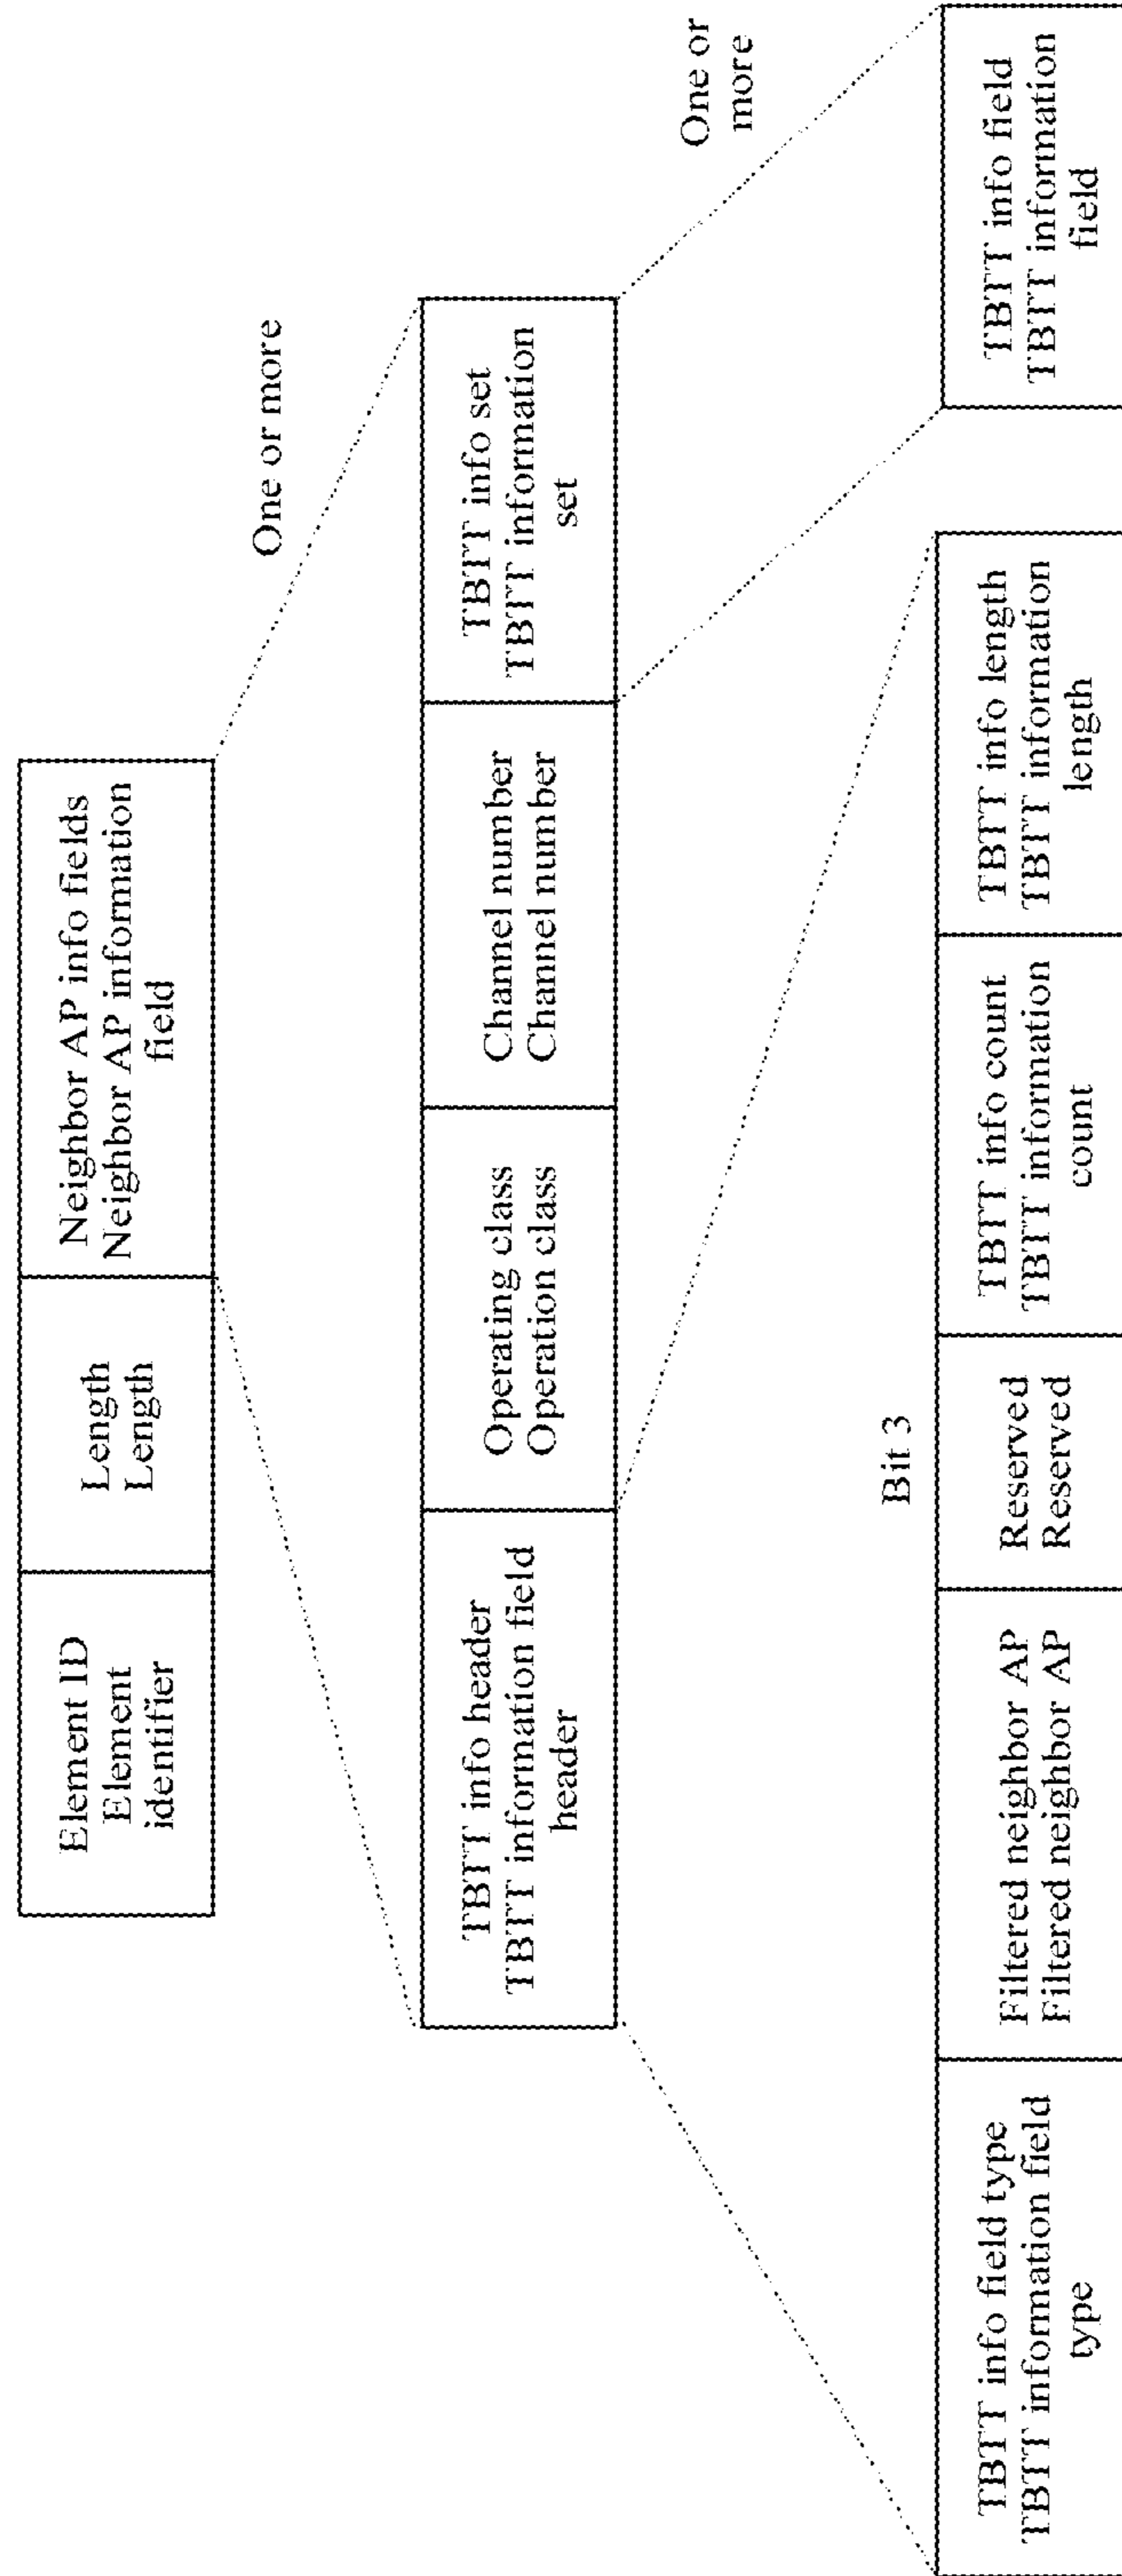 Element ID
Element
identifier
Length
Length
Neighbor AP info fields
Neighbor AP information
field
One or more
TBTT info header
TBTT information field
header
Operating class
Operation class
Channel number
Channel number
TBTT info set
TBTT information
set
One or
more
Bit 3
TBTT info field type
TBTT information field
type
Filtered neighbor AP
Filtered neighbor AP
Reserved
Reserved
TBTT info count
TBTT information
count
TBTT info length
TBTT information
length
TBTT info field
TBTT information
field